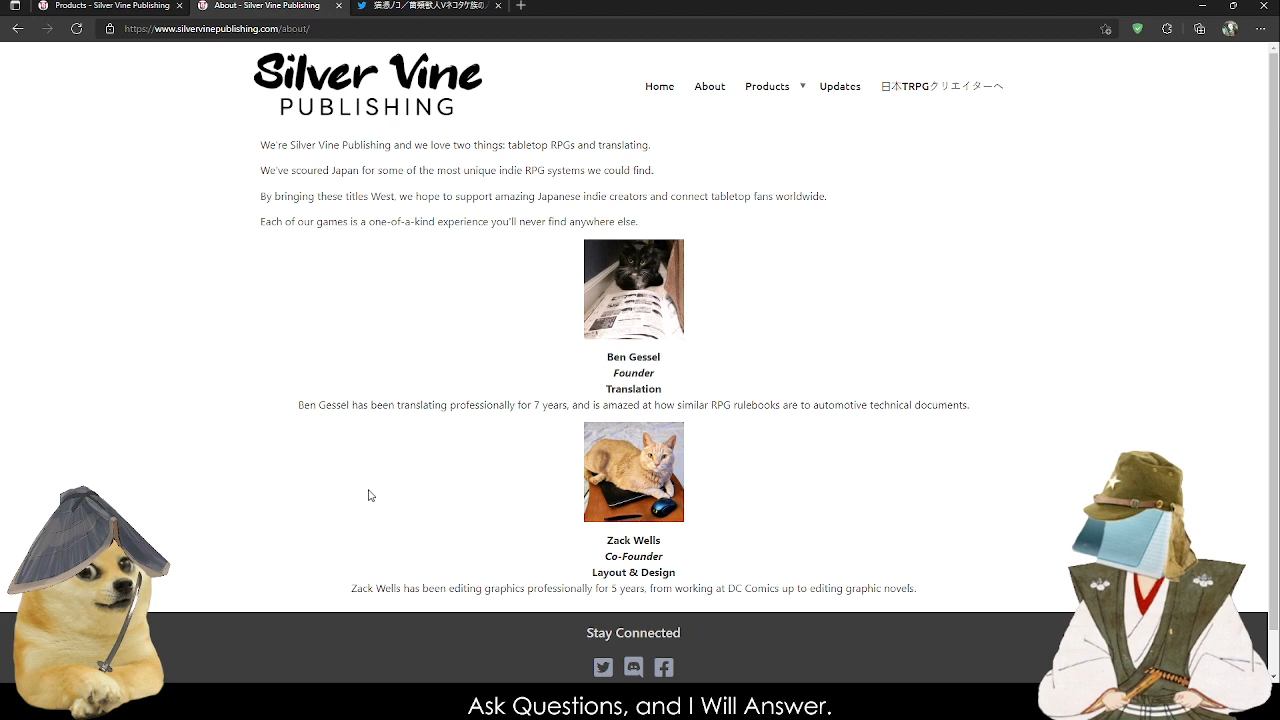 Products - Silver Vine Publishing
About - Silver Vine Publishing
https://www.silvervinepublishing.com/about/
Silver Vine
PUBLISHING
Home
About
Products
Updates
日本TRPGクリエイターへ
We're Silver Vine Publishing and we love two things: tabletop RPGs and translating.
We've scoured Japan for some of the most unique indie RPG systems we could find.
By bringing these titles West, we hope to support amazing Japanese indie creators and connect tabletop fans worldwide.
Each of our games is a one-of-a-kind experience you'll never find anywhere else.
Ben Gessel
Founder
Translation
Ben Gessel has been translating professionally for 7 years, and is amazed at how similar RPG rulebooks are to automotive technical documents.
Zack Wells
Co-Founder
Layout & Design
Zack Wells has been editing graphics professionally for 5 years, from working at DC Comics up to editing graphic novels.
Stay Connected
Ask Questions, and I Will Answer.